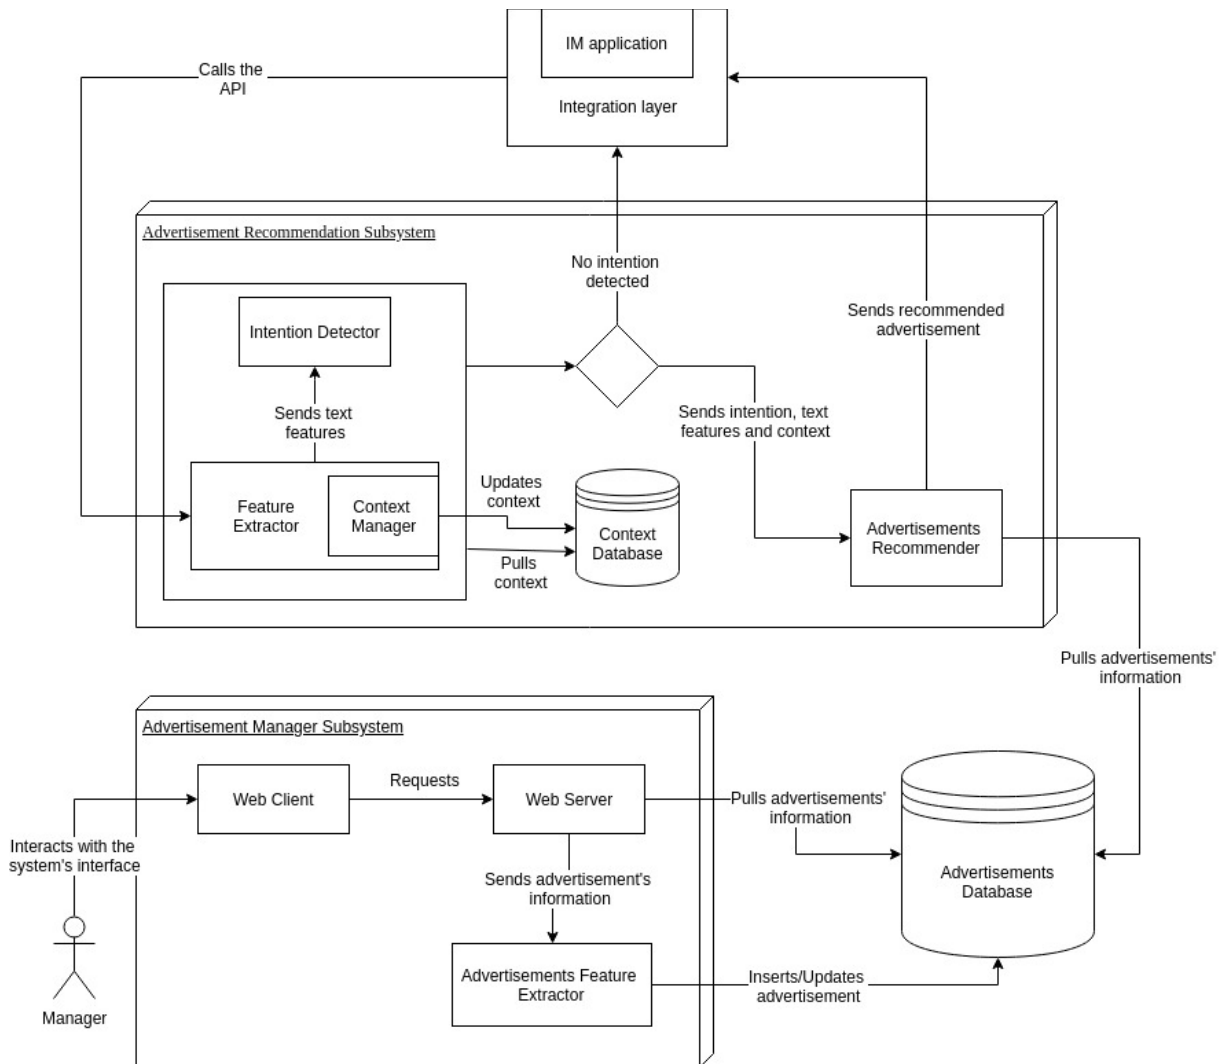 IM application
Calls the
API
Integration layer
Advertisement Recommendation Subsystem
No intention
detected
Intention Detector
Sends recommended
advertisement
Sends text
features
Sends intention, text
features and context
Updates
context
Feature
Extractor
Context
Manager
Context
Database
Advertisements
Recommender
Pulls
context
Pulls advertisements'
information
Advertisement Manager Subsystem
Requests
Web Client
Web Server
Pulls advertisements'
information
Interacts with the
system's interface
Sends advertisement's
information
Advertisements
Database
Advertisements Feature
Extractor
Inserts/Updates
advertisement
Manager